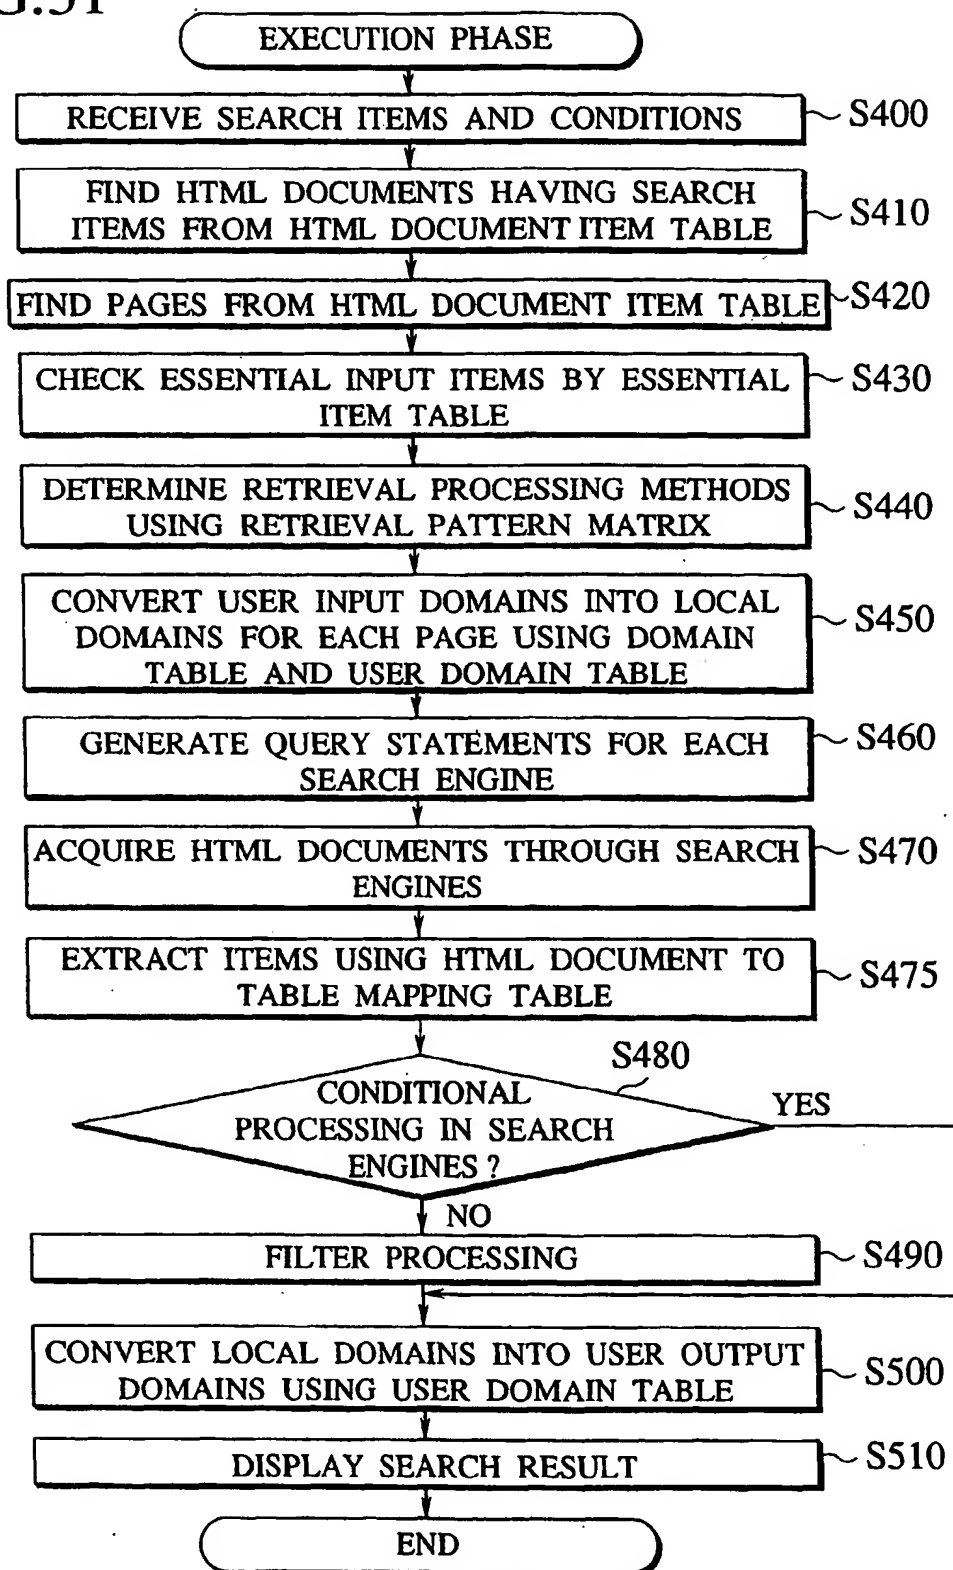 EXECUTION PHASE
RECEIVE SEARCH ITEMS AND CONDITIONS
S400
FIND HTML DOCUMENTS HAVING SEARCH
ITEMS FROM HTML DOCUMENT ITEM TABLE
S410
FIND PAGES FROM HTML DOCUMENT ITEM TABLE
S420
CHECK ESSENTIAL INPUT ITEMS BY ESSENTIAL
ITEM TABLE
S430
DETERMINE RETRIEVAL PROCESSING METHODS
USING RETRIEVAL PATTERN MATRIX
S440
CONVERT USER INPUT DOMAINS INTO LOCAL
DOMAINS FOR EACH PAGE USING DOMAIN
TABLE AND USER DOMAIN TABLE
S450
GENERATE QUERY STATEMENTS FOR EACH
SEARCH ENGINE
S460
ACQUIRE HTML DOCUMENTS THROUGH SEARCH
ENGINES
S470
EXTRACT ITEMS USING HTML DOCUMENT TO
TABLE MAPPING TABLE
S475
S480
CONDITIONAL
PROCESSING IN SEARCH
ENGINES ?
YES
NO
FILTER PROCESSING
S490
CONVERT LOCAL DOMAINS INTO USER OUTPUT
DOMAINS USING USER DOMAIN TABLE
S500
DISPLAY SEARCH RESULT
S510
END